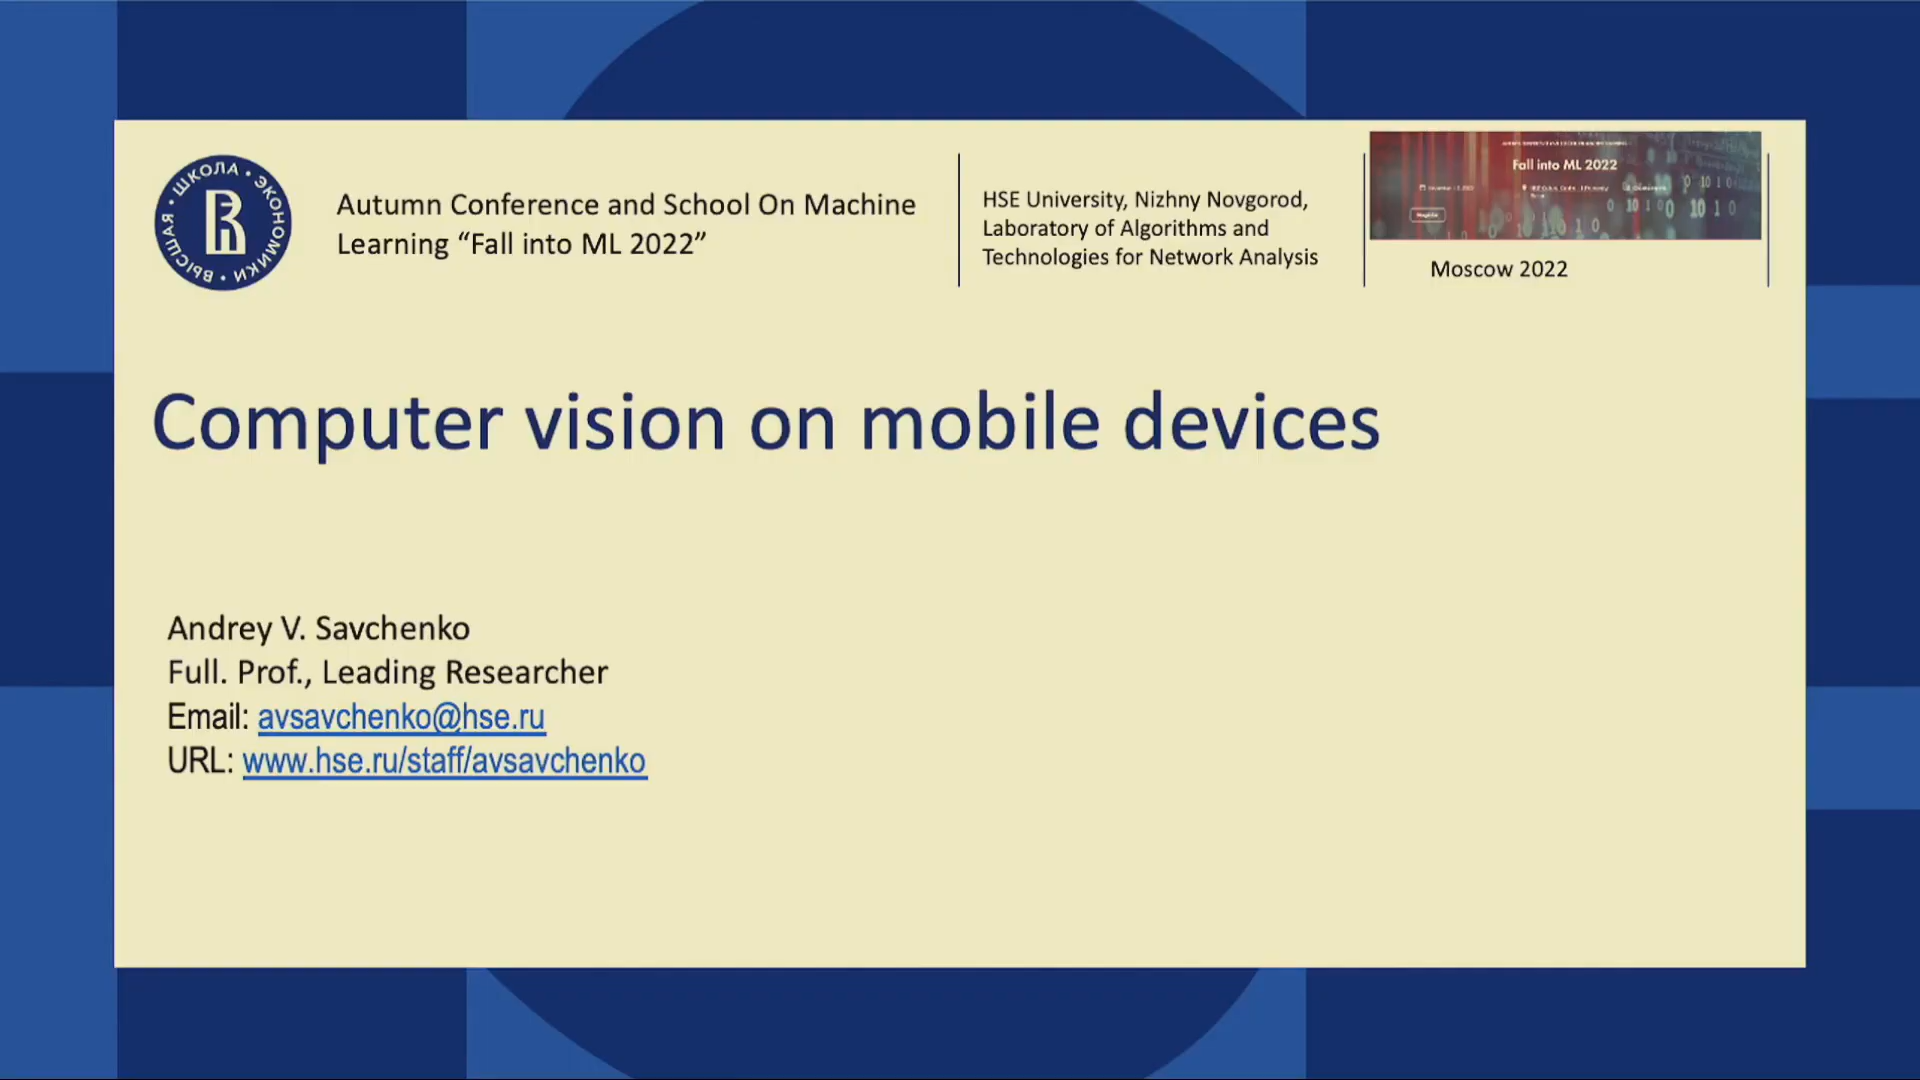 ВЫСШАЯ • ШКОЛА • ЭКОНОМИКИ •
Autumn Conference and School On Machine
Learning “Fall into ML 2022”
HSE University, Nizhny Novgorod,
Laboratory of Algorithms and
Technologies for Network Analysis
Fall into ML 2022
Moscow 2022
Computer vision on mobile devices
Andrey V. Savchenko
Full. Prof., Leading Researcher
Email: avsavchenko@hse.ru
URL: www.hse.ru/staff/avsavchenko